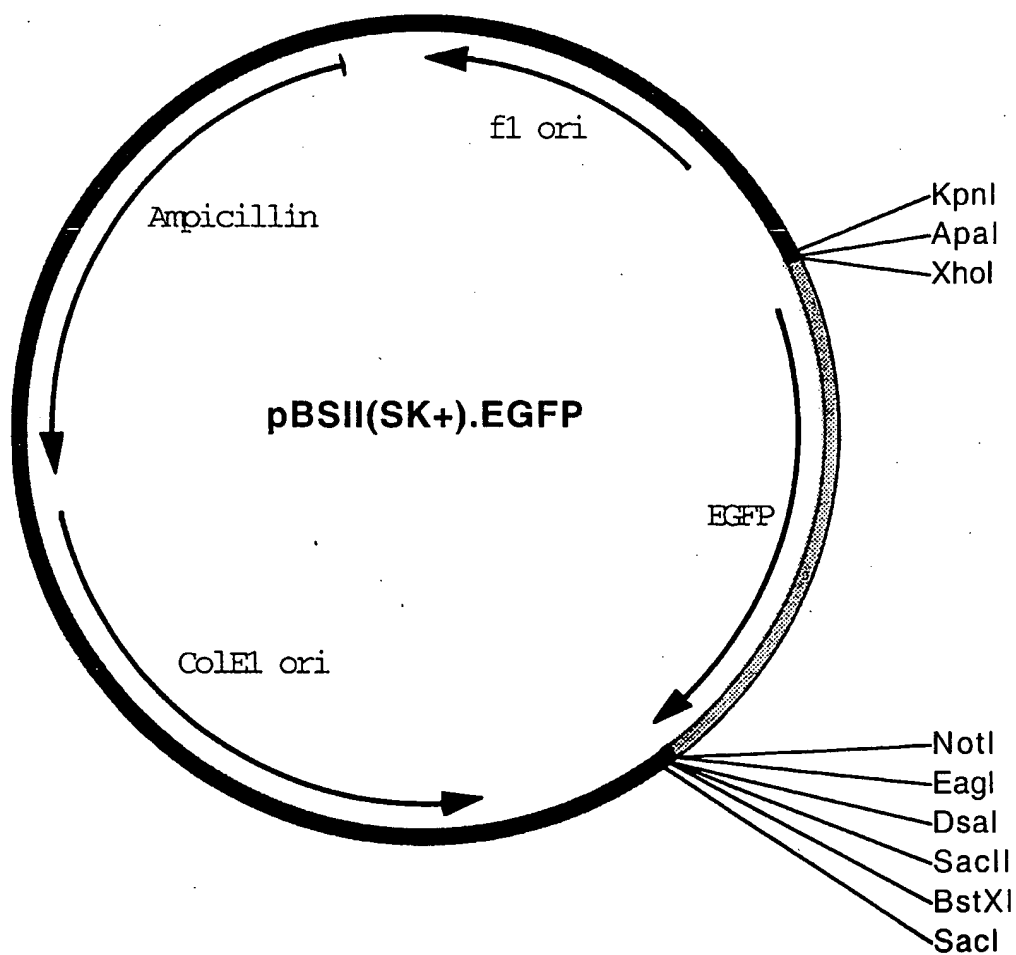 f1 ori
KpnI
ApaI
XhoI
Ampicillin
pBSII(SK+).EGFP
EGFP
ColE1 ori
NotI
EagI
DsaI
SacII
BstXI
SacI